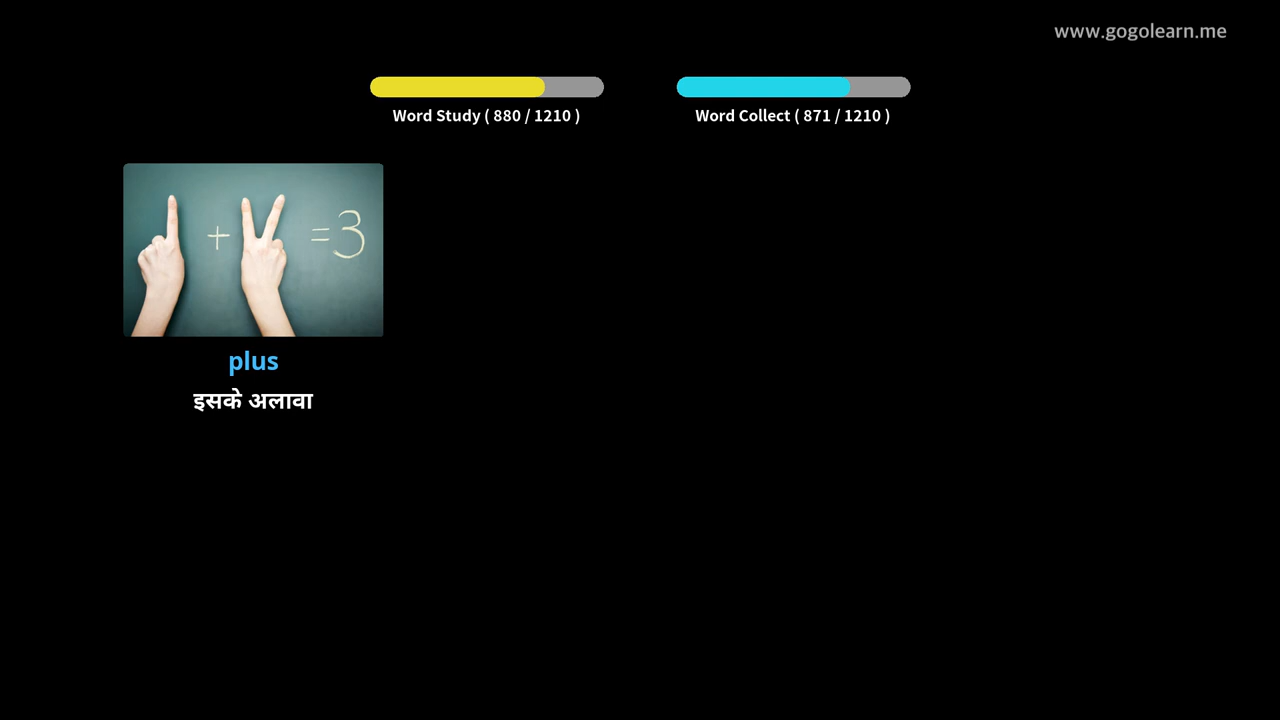 www.gogolearn.me
Word Study ( 880 / 1210 )
Word Collect ( 871 / 1210 )
+ =3
plus
इसके अलावा